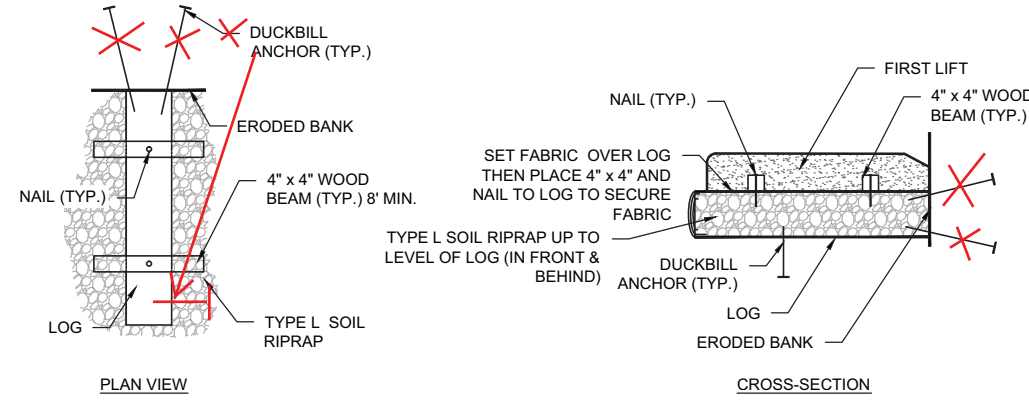 DUCKBILL
ANCHOR (TYP.)
ERODED BANK
NAIL (TYP.)
4" x 4" WOOD
BEAM (TYP.) 8' MIN.
LOG
TYPE L SOIL
RIPRAP
PLAN VIEW
FIRST LIFT
NAIL (TYP.)
4" x 4" WOOD
BEAM (TYP.)
SET FABRIC OVER LOG
THEN PLACE 4" x 4" AND
NAIL TO LOG TO SECURE
FABRIC
TYPE L SOIL RIPRAP UP TO
LEVEL OF LOG (IN FRONT &
BEHIND)
DUCKBILL
ANCHOR (TYP.)
LOG
ERODED BANK
CROSS-SECTION